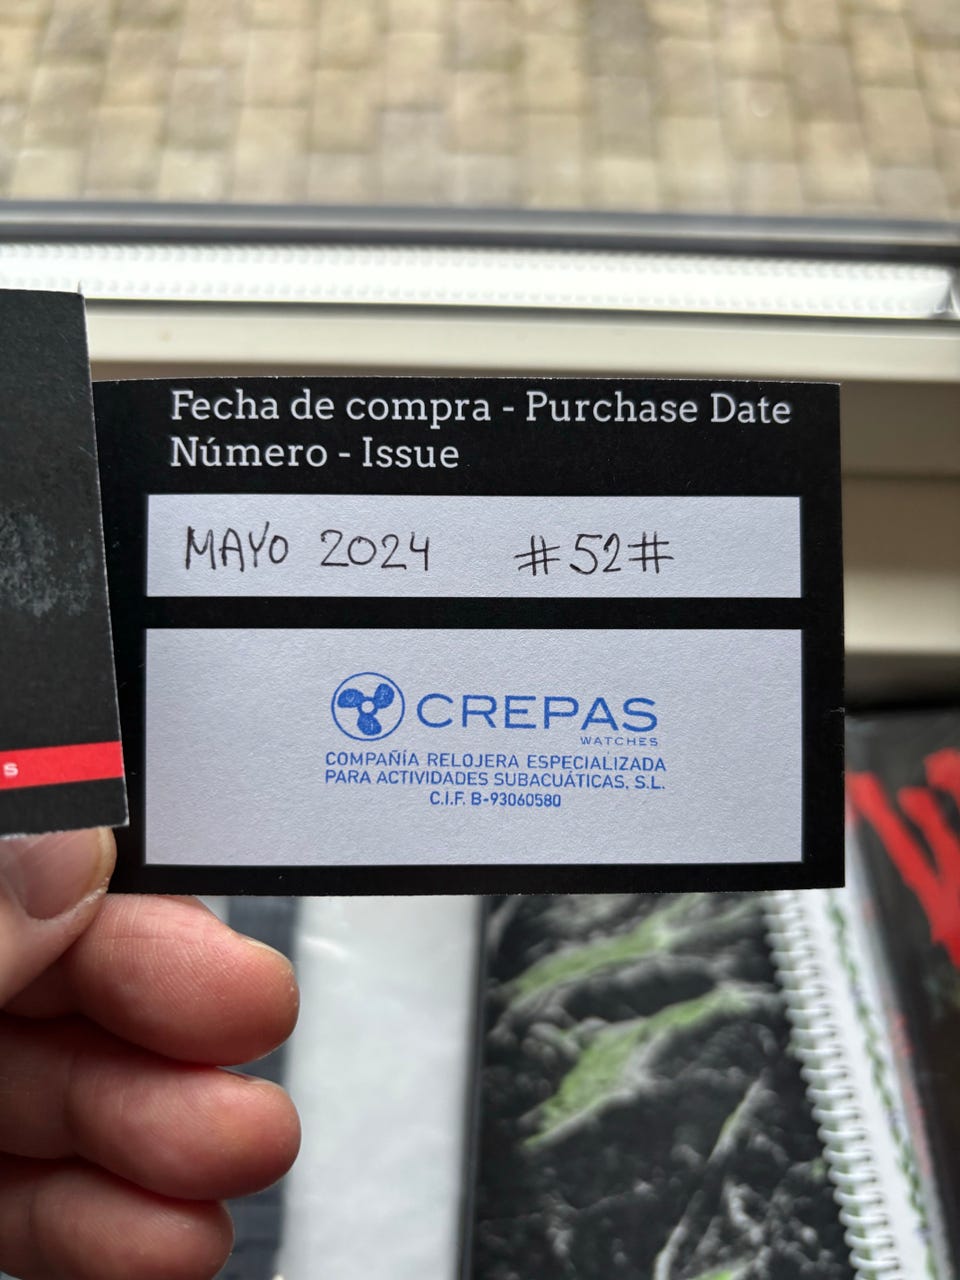 Fecha de compra - Purchase Date
Número - Issue
MAYO 2024 #52#
CREPAS
WATCHES
COMPAÑÍA RELOJERA ESPECIALIZADA
PARA ACTIVIDADES SUBACUÁTICAS, S.L.
C.I.F. B-93060580
S